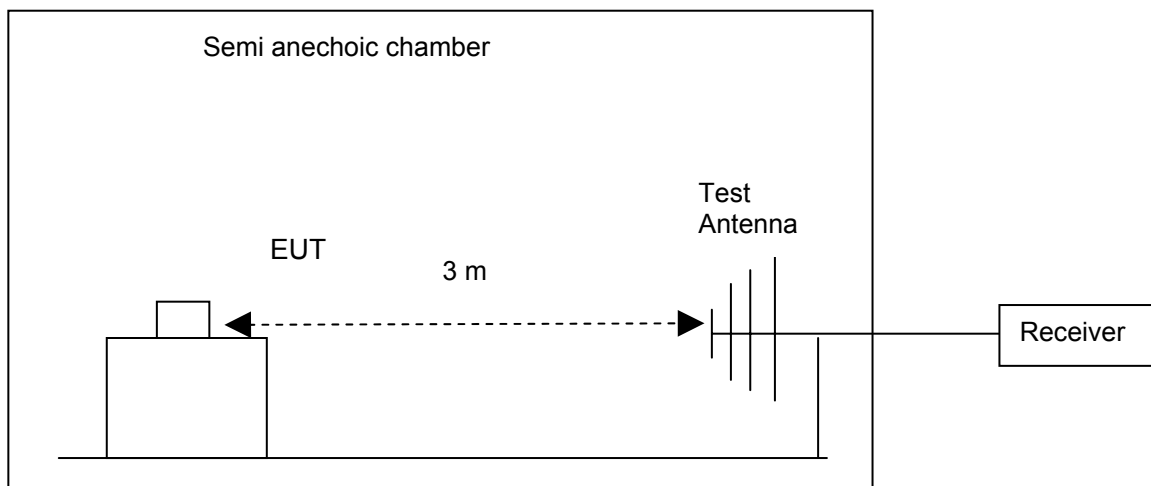 Semi anechoic chamber
Test
Antenna
EUT
3 m
Receiver